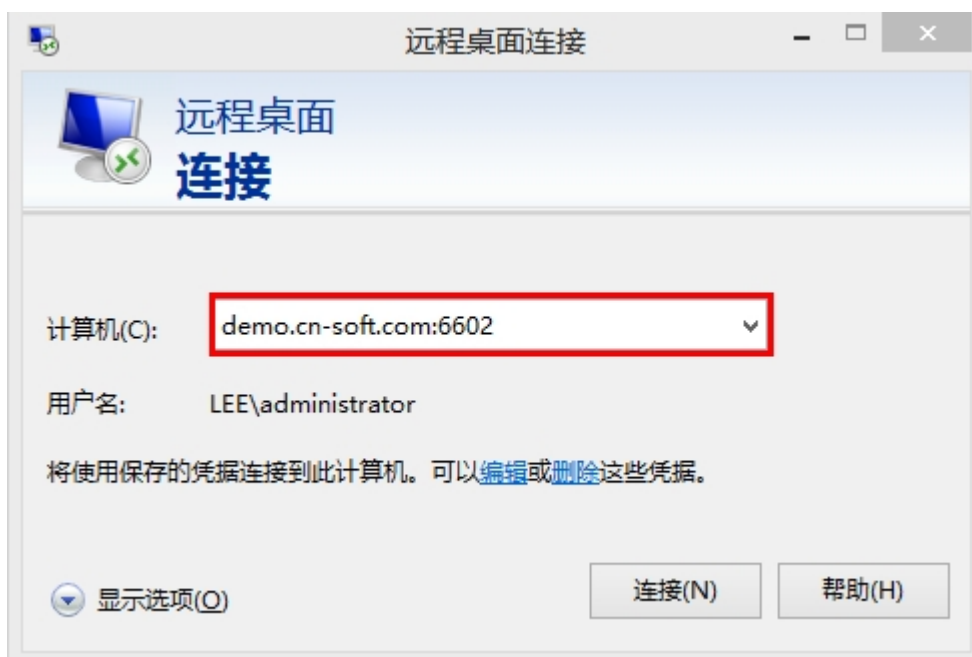 远程桌面连接
远程桌面
连接
计算机(C):
demo.cn-soft.com:6602
用户名:
LEE\administrator
将使用保存的凭据连接到此计算机。可以编辑或删除这些凭据。
显示选项(O)
连接(N)
帮助(H)